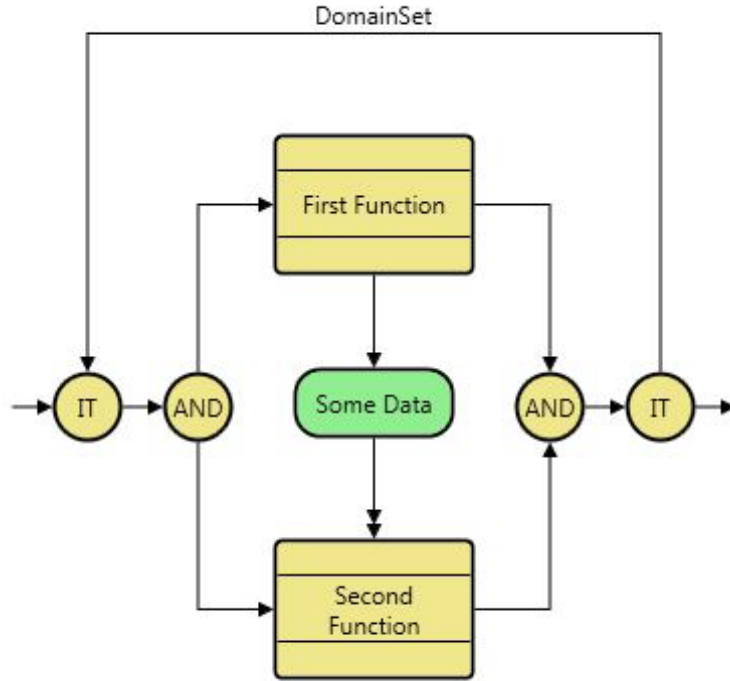 DomainSet
First Function
IT
AND
Some Data
AND
IT
Second
Function